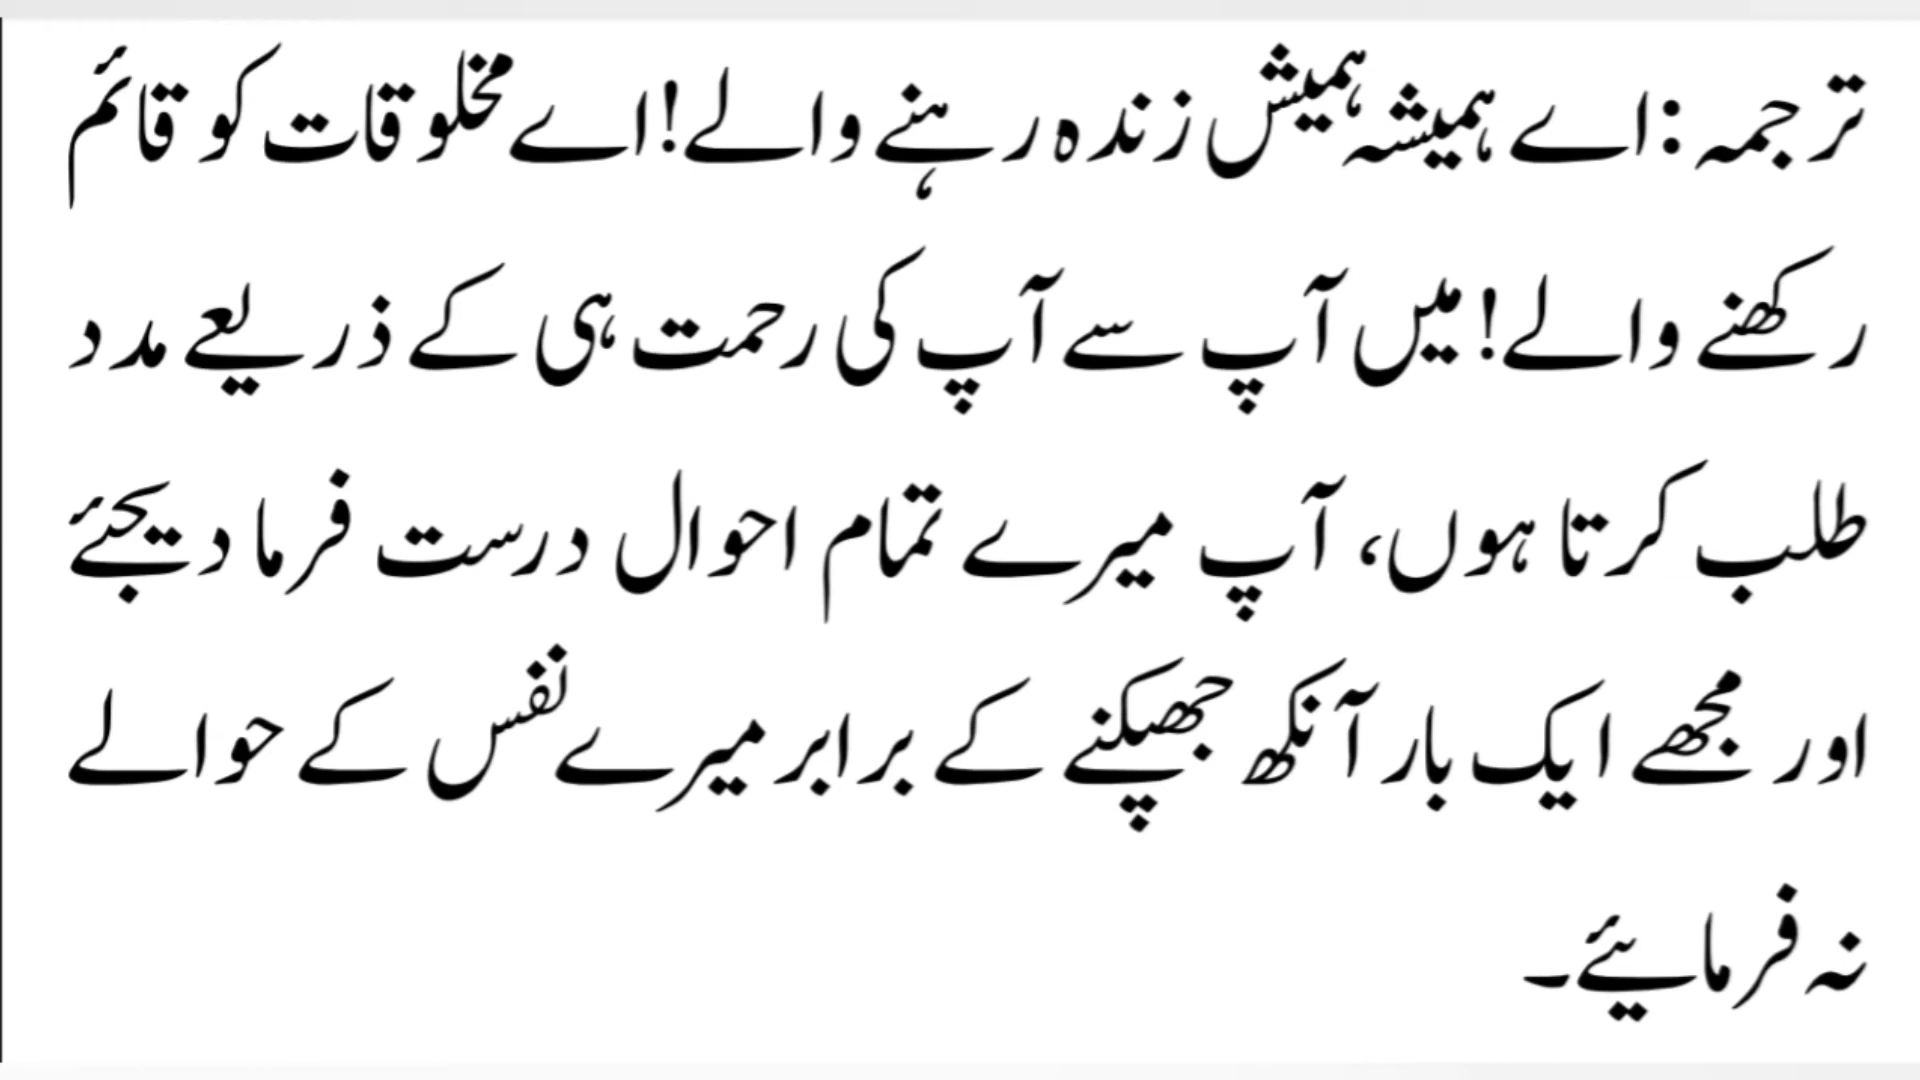 ترجمہ: اے ہمیشہ ہمیش زندہ رہنے والے! اے مخلوقات کو قائم
رکھنے والے! میں آپ سے آپ کی رحمت ہی کے ذریعے مدد
طلب کرتا ہوں، آپ میرے تمام احوال درست فرما دیجئے
اور مجھے ایک بار آنکھ جھپکنے کے برابر میرے نفس کے حوالے
نہ فرمایئے۔